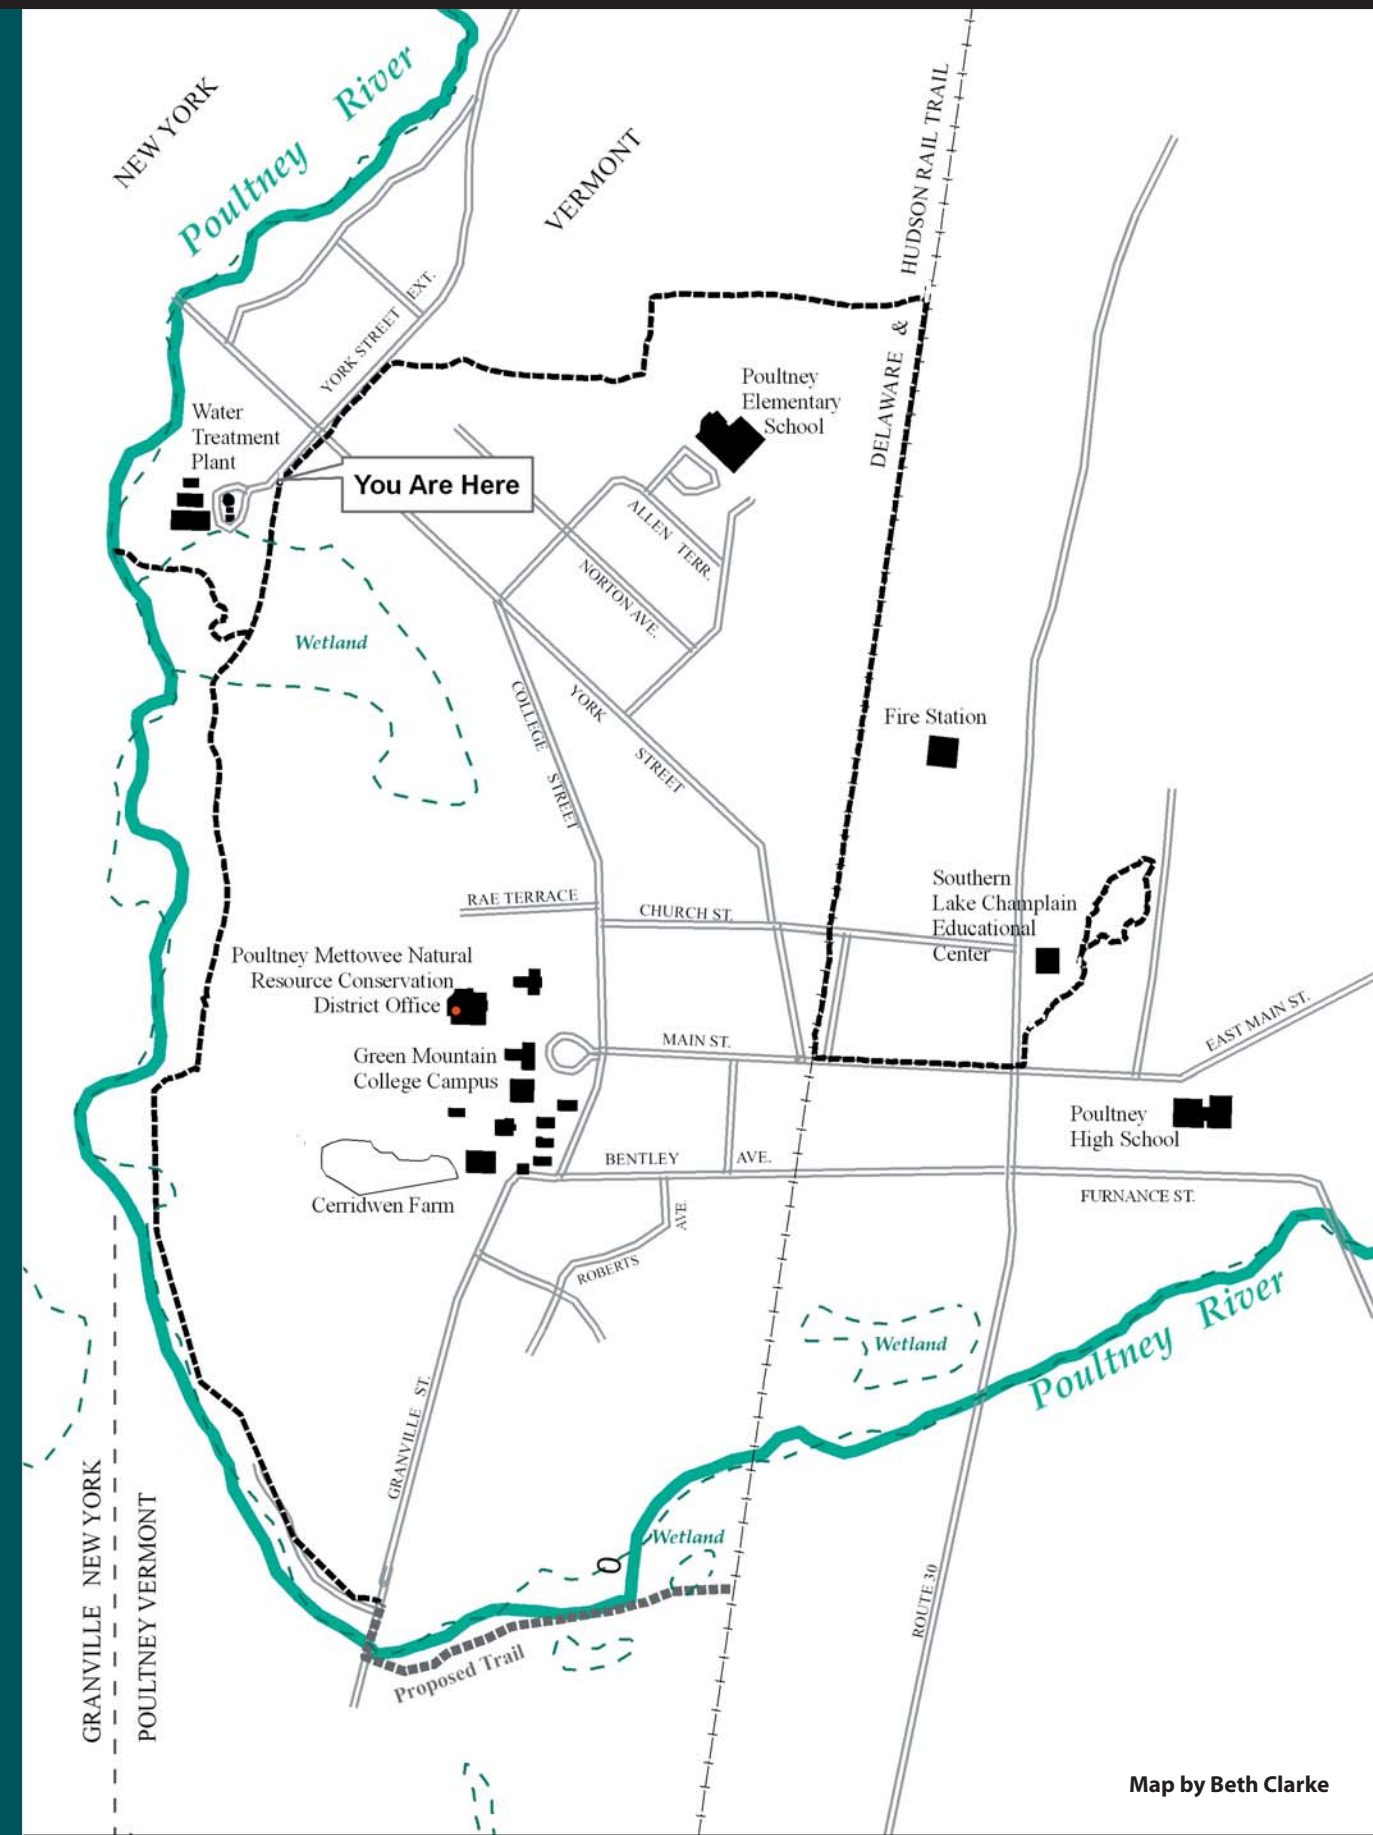 NEW YORK
Poultney River
VERMONT
HUDSON RAIL TRAIL
DELAWARE &
YORK STREET EXT.
Water
Treatment
Plant
You Are Here
Poultney
Elementary
School
ALLEN TERR.
NORTON AVE.
Wetland
COLLEGE STREET
YORK STREET
Fire Station
Southern
Lake Champlain
Educational
Center
RAE TERRACE
CHURCH ST.
Poultney Mettowee Natural
Resource Conservation
District Office
MAIN ST.
EAST MAIN ST.
Green Mountain
College Campus
Poultney
High School
BENTLEY AVE.
FURNANCE ST.
Cerridwen Farm
ROBERTS AVE.
Poultney River
Wetland
GRANVILLE ST.
Wetland
ROUTE 30
GRANVILLE NEW YORK
POULTNEY VERMONT
Proposed Trail
Map by Beth Clarke